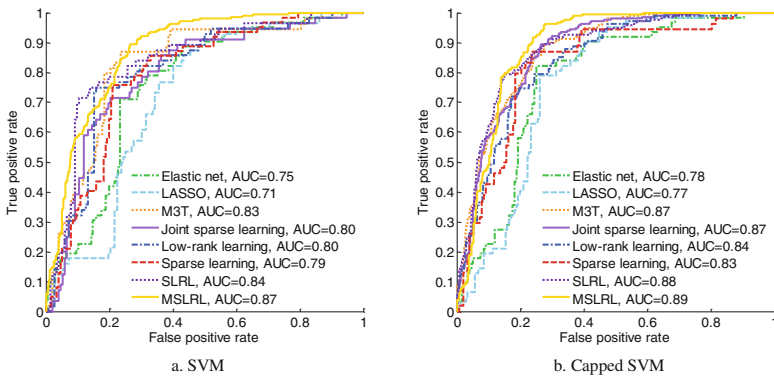 1
0.9
0.8
0.7
0.6
0.5
0.4
0.3
0.2
0.1
0
True positive rate
Elastic net, AUC=0.75
LASSO, AUC=0.71
M3T, AUC=0.83
Joint sparse learning, AUC=0.80
Low-rank learning, AUC=0.80
Sparse learning, AUC=0.79
SLRL, AUC=0.84
MSLRL, AUC=0.87
0 0.2 0.4 0.6 0.8 1
False positive rate
a. SVM
1
0.9
0.8
0.7
0.6
0.5
0.4
0.3
0.2
0.1
0
True positive rate
Elastic net, AUC=0.78
LASSO, AUC=0.77
M3T, AUC=0.87
Joint sparse learning, AUC=0.87
Low-rank learning, AUC=0.84
Sparse learning, AUC=0.83
SLRL, AUC=0.88
MSLRL, AUC=0.89
0 0.2 0.4 0.6 0.8 1
False positive rate
b. Capped SVM